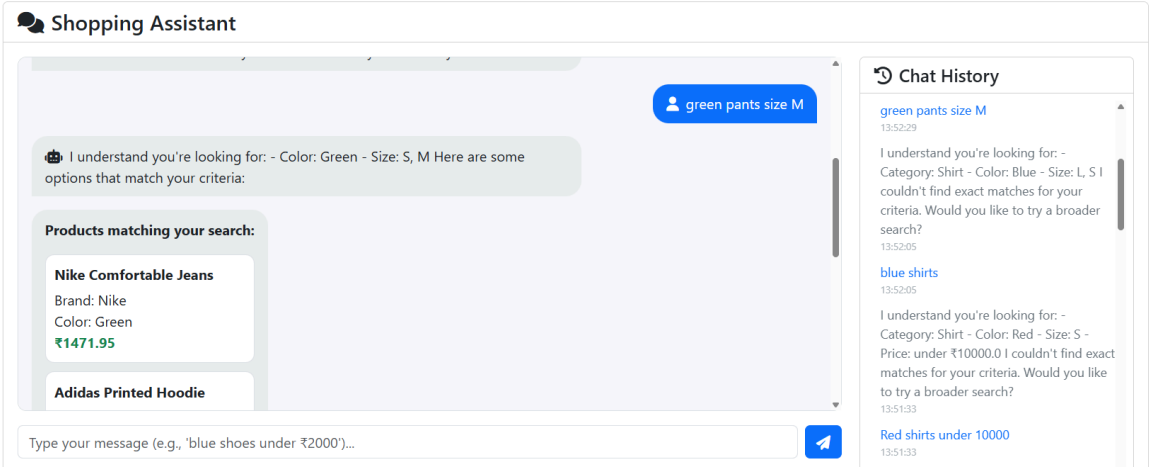 Shopping Assistant
green pants size M
I understand you're looking for: - Color: Green - Size: S, M Here are some
options that match your criteria:
Products matching your search:
Nike Comfortable Jeans
Brand: Nike
Color: Green
₹1471.95
Adidas Printed Hoodie
Type your message (e.g., 'blue shoes under ₹2000')...
Chat History
green pants size M
13:52:29
I understand you're looking for: -
Category: Shirt - Color: Blue - Size: L, S I
couldn't find exact matches for your
criteria. Would you like to try a broader
search?
13:52:05
blue shirts
13:52:05
I understand you're looking for: -
Category: Shirt - Color: Red - Size: S -
Price: under ₹10000.0 I couldn't find exact
matches for your criteria. Would you like
to try a broader search?
13:51:33
Red shirts under 10000
13:51:33